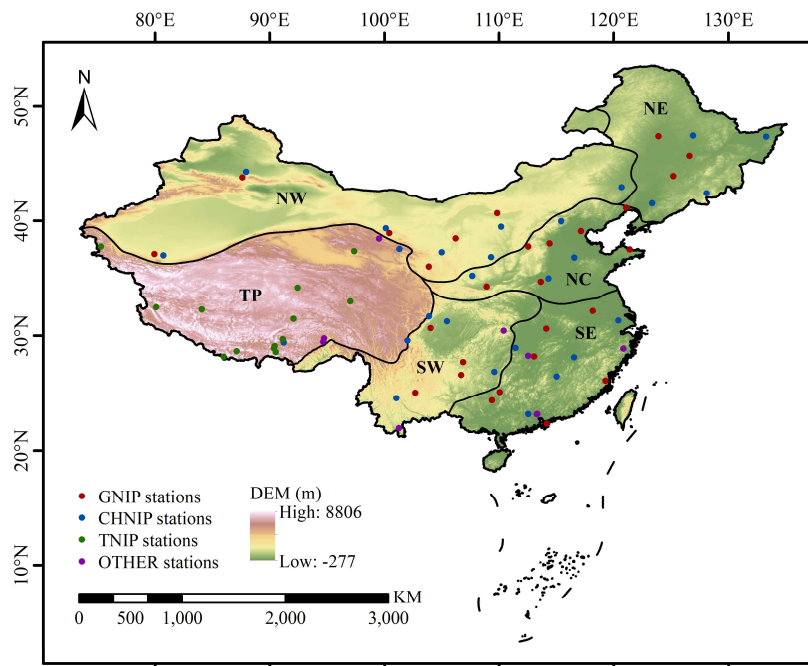 80°E 90°E 100°E 110°E 120°E 130°E
N
50°N
40°N
30°N
20°N
10°N
NE
NW
TP
NC
SE
SW
GNIP stations
CHNIP stations
TNIP stations
OTHER stations
DEM (m)
High: 8806
Low: -277
KM
0 500 1,000 2,000 3,000